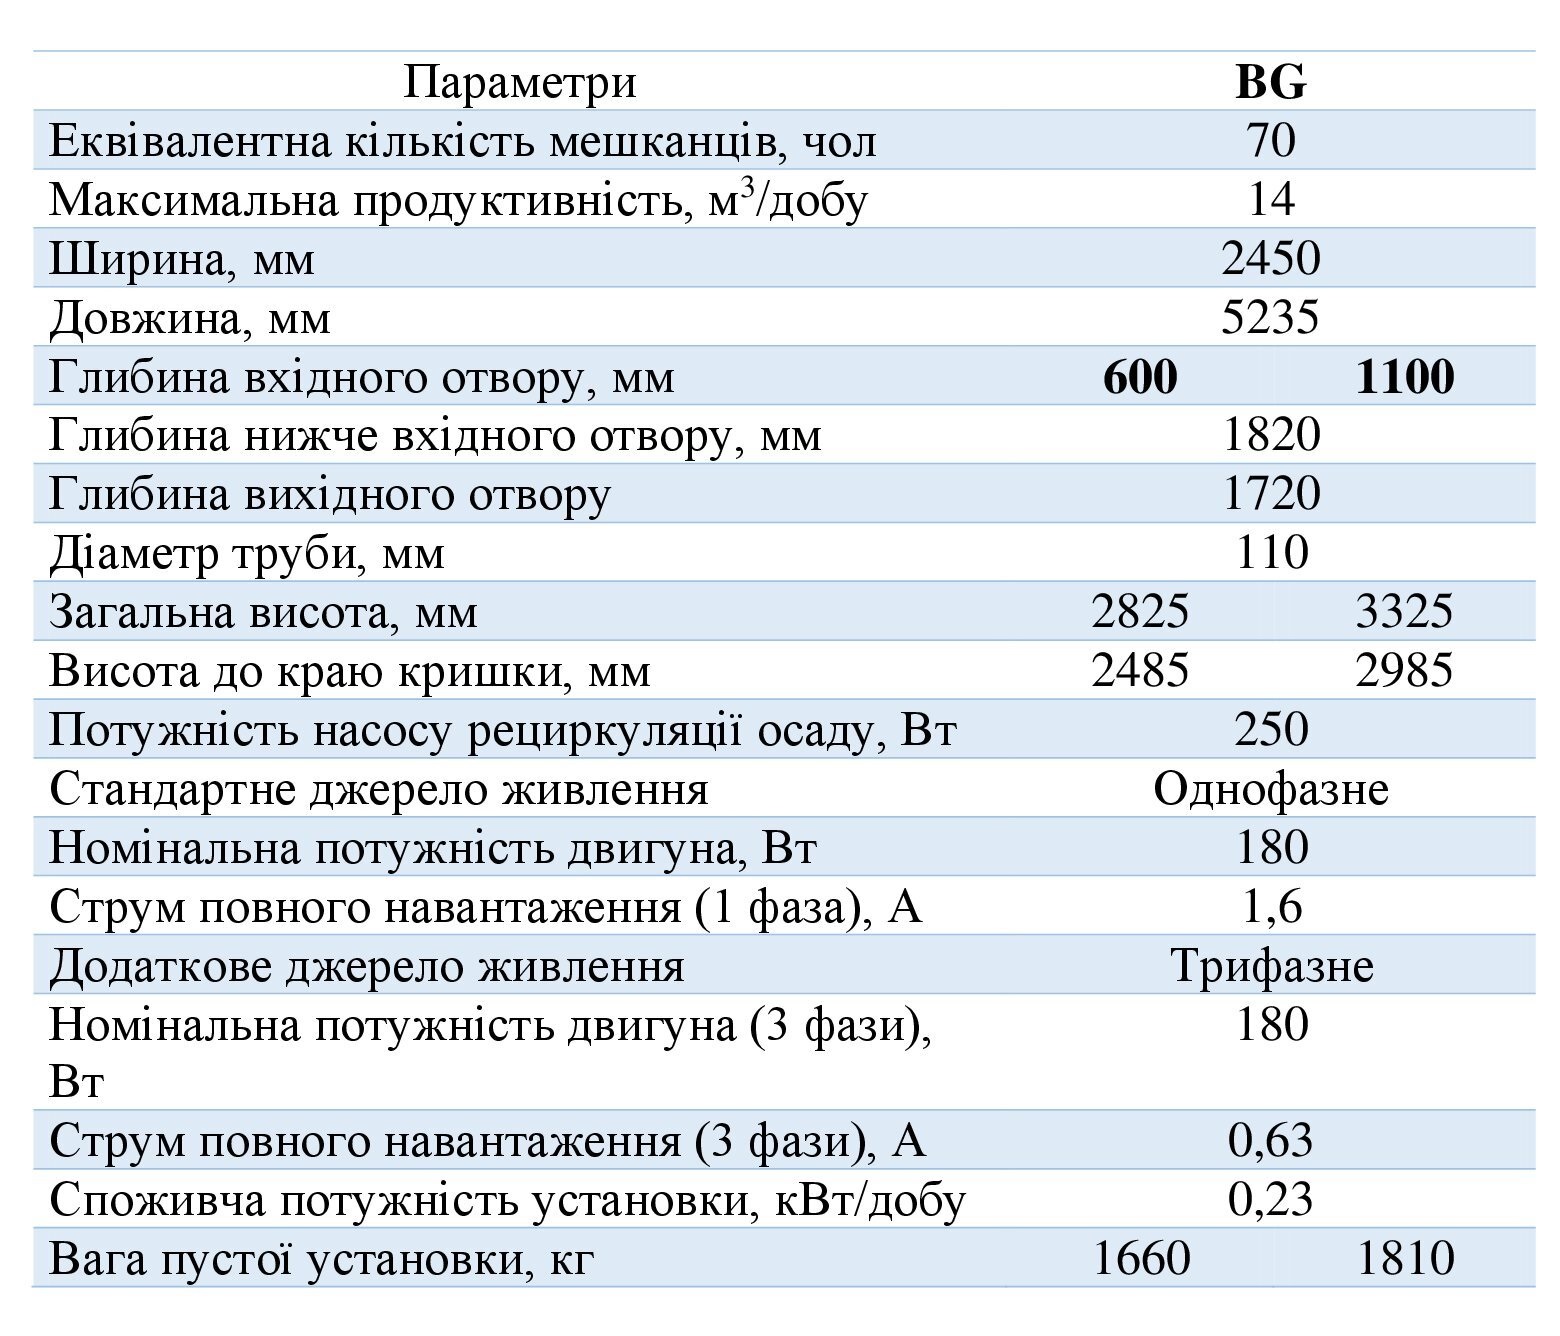 Параметри BG
Еквівалентна кількість мешканців, чол 70
Максимальна продуктивність, м³/добу 14
Ширина, мм 2450
Довжина, мм 5235
Глибина вхідного отвору, мм 600 1100
Глибина нижче вхідного отвору, мм 1820
Глибина вихідного отвору 1720
Діаметр труби, мм 110
Загальна висота, мм 2825 3325
Висота до краю кришки, мм 2485 2985
Потужність насосу рециркуляції осаду, Вт 250
Стандартне джерело живлення Однофазне
Номінальна потужність двигуна, Вт 180
Струм повного навантаження (1 фаза), А 1,6
Додаткове джерело живлення Трифазне
Номінальна потужність двигуна (3 фази), 180
Вт
Струм повного навантаження (3 фази), А 0,63
Споживча потужність установки, кВт/добу 0,23
Вага пустої установки, кг 1660 1810